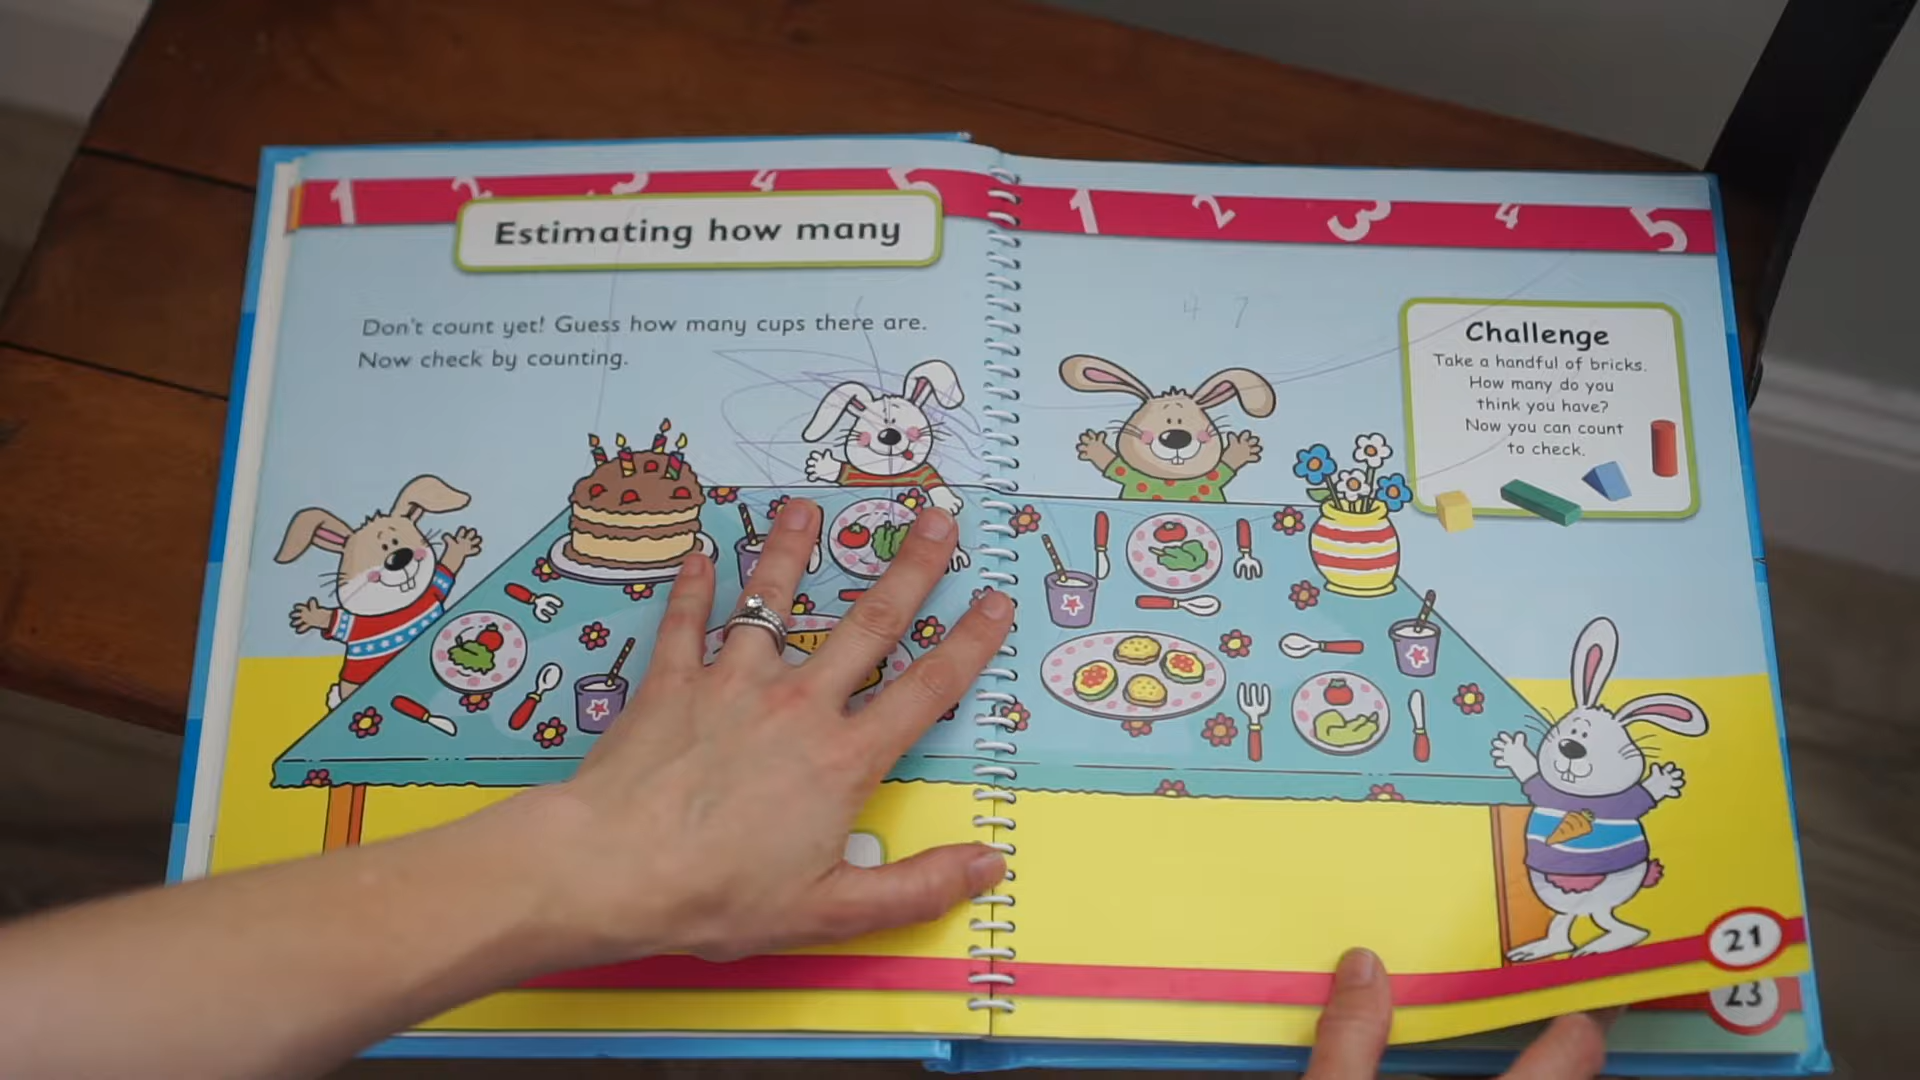 1 2 3 4 5
1 2 3 4 5
Estimating how many
Don't count yet! Guess how many cups there are.
Now check by counting.
4 7
Challenge
Take a handful of bricks.
How many do you
think you have?
Now you can count
to check.
21
23